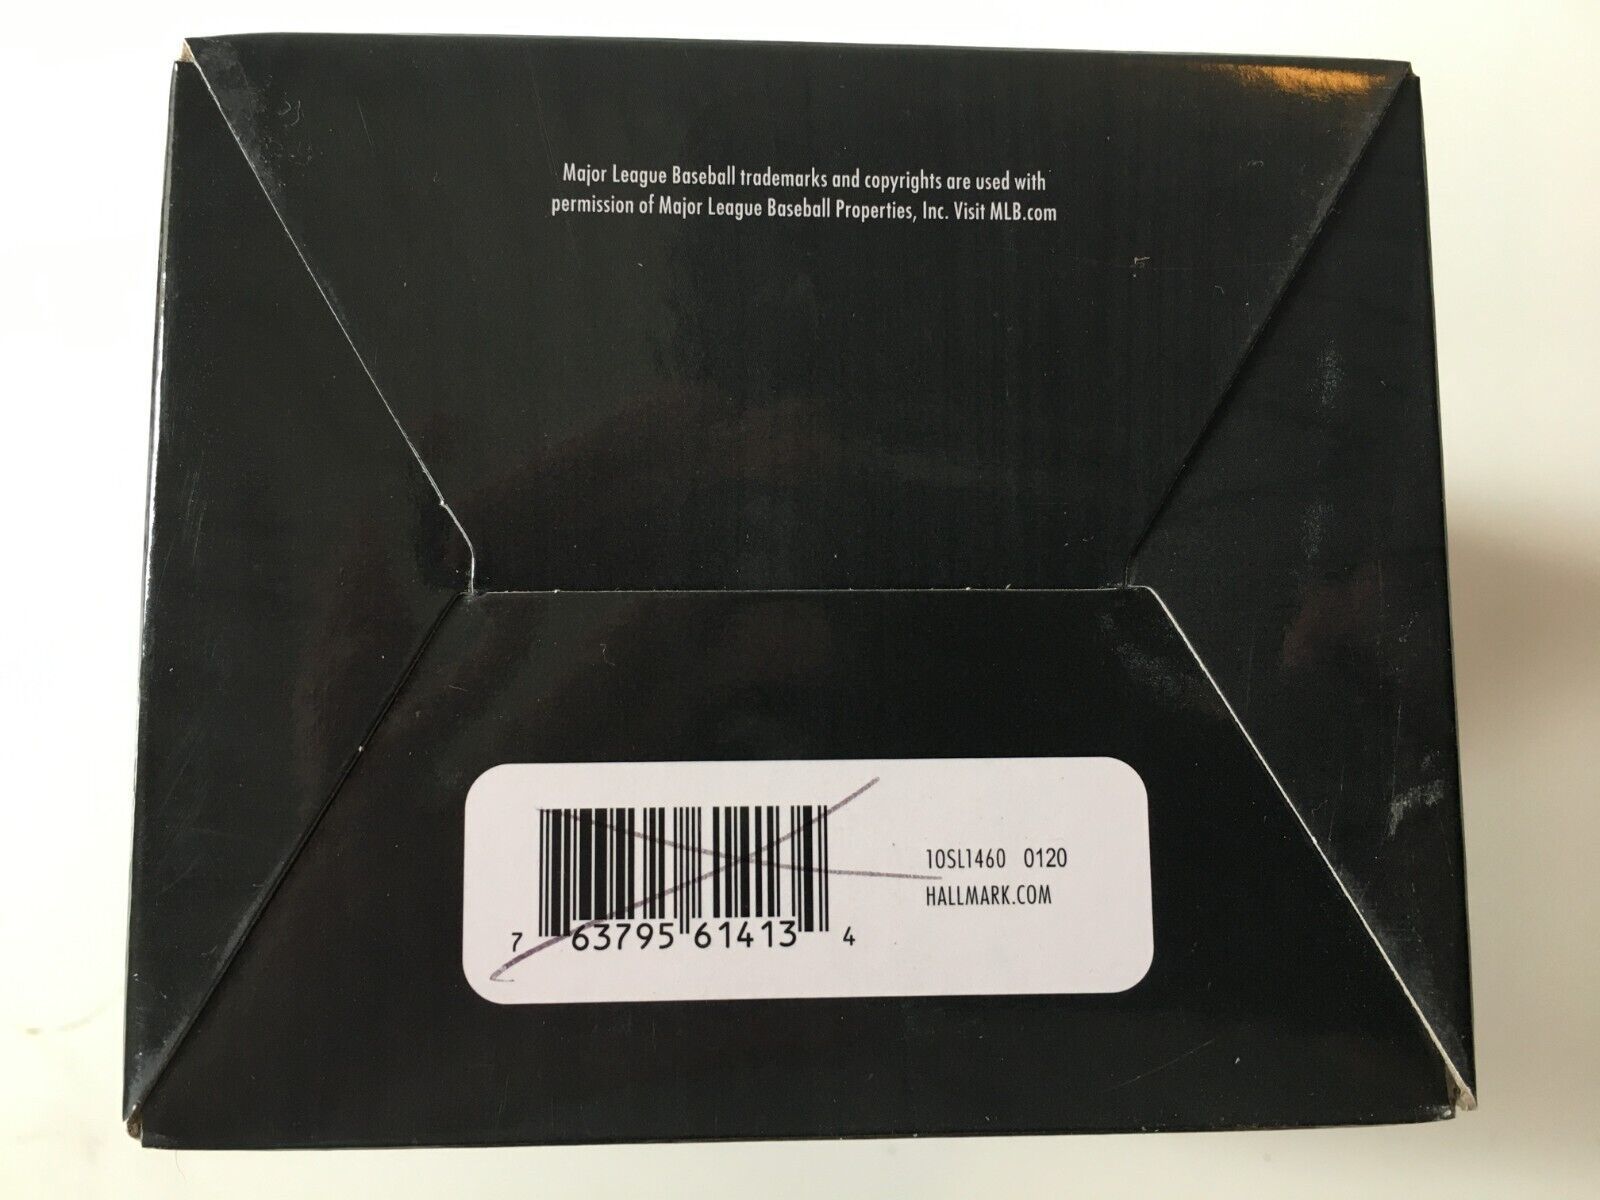 Major League Baseball trademarks and copyrights are used with
permission of Major League Baseball Properties, Inc. Visit MLB.com
10SL1460 0120
HALLMARK.COM
7 63795 61413 4